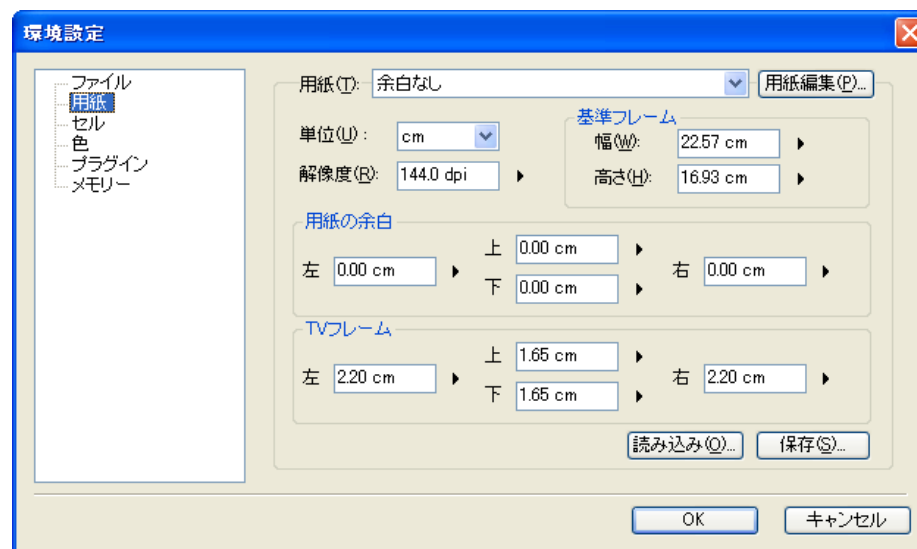 環境設定
ファイル
用紙
セル
色
プラグイン
メモリー
用紙(T): 余白なし 用紙編集(P)...
単位(U) : cm
解像度(R): 144.0 dpi
基準フレーム
幅(W): 22.57 cm
高さ(H): 16.93 cm
用紙の余白
左 0.00 cm
上 0.00 cm
下 0.00 cm
右 0.00 cm
TVフレーム
左 2.20 cm
上 1.65 cm
下 1.65 cm
右 2.20 cm
読み込み(O)... 保存(S)...
OK キャンセル